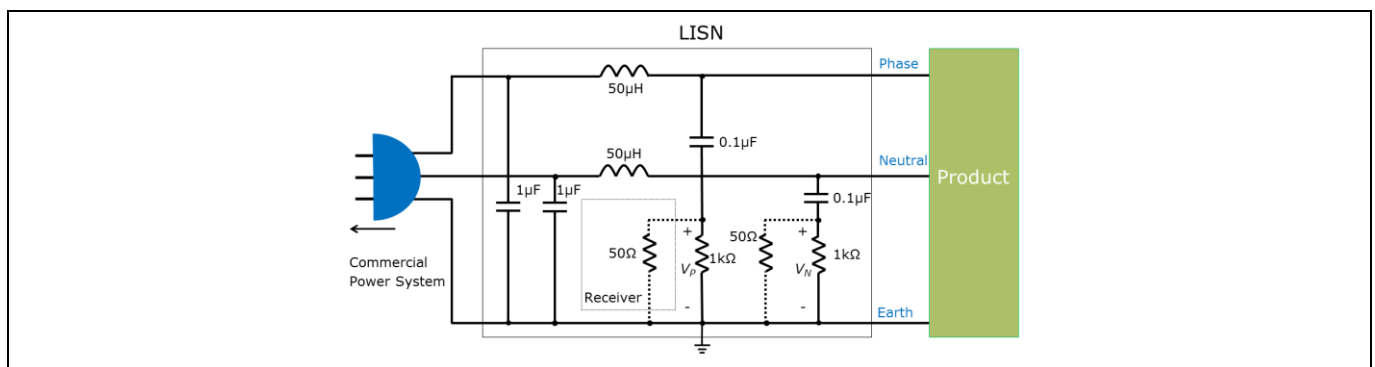 LISN
Phase
50µH
0.1µF
50µH
Neutral
Product
1µF
1µF
0.1µF
50Ω
+
VP
-
1kΩ
50Ω
+
VN
-
1kΩ
Commercial
Power System
Receiver
Earth